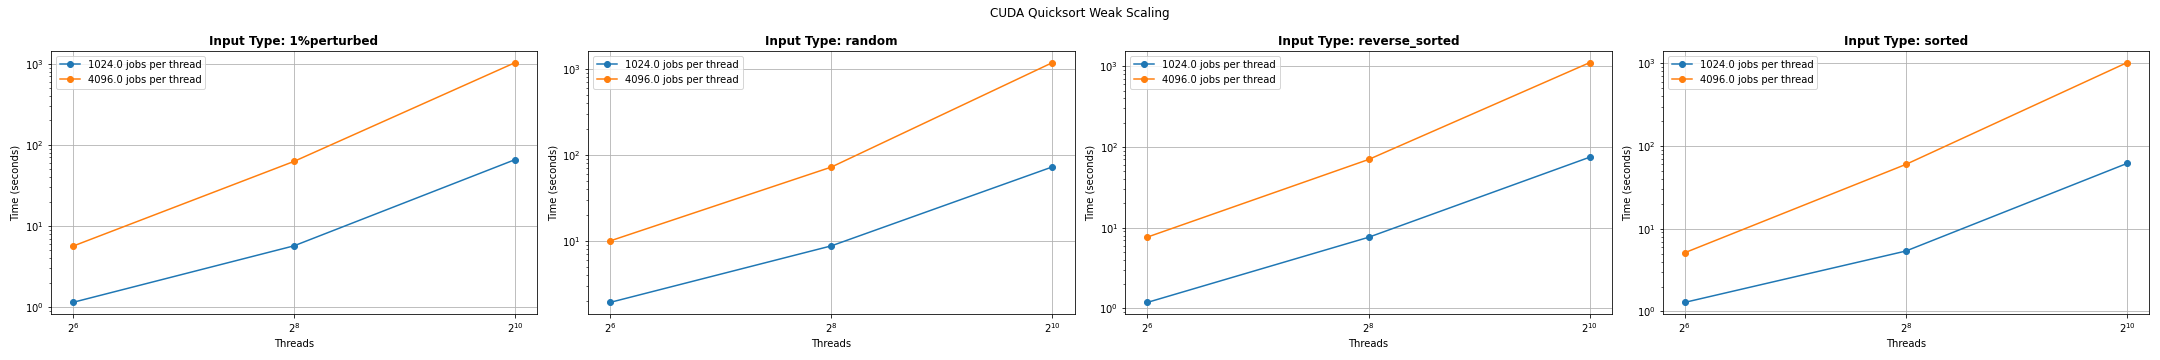 CUDA Quicksort Weak Scaling
Input Type: 1%perturbed
1024.0 jobs per thread
4096.0 jobs per thread
Time (seconds)
10³
10²
10¹
10⁰
2⁶
2⁸
2¹⁰
Threads
Input Type: random
1024.0 jobs per thread
4096.0 jobs per thread
Time (seconds)
10³
10²
10¹
2⁶
2⁸
2¹⁰
Threads
Input Type: reverse_sorted
1024.0 jobs per thread
4096.0 jobs per thread
Time (seconds)
10³
10²
10¹
10⁰
2⁶
2⁸
2¹⁰
Threads
Input Type: sorted
1024.0 jobs per thread
4096.0 jobs per thread
Time (seconds)
10³
10²
10¹
10⁰
2⁶
2⁸
2¹⁰
Threads